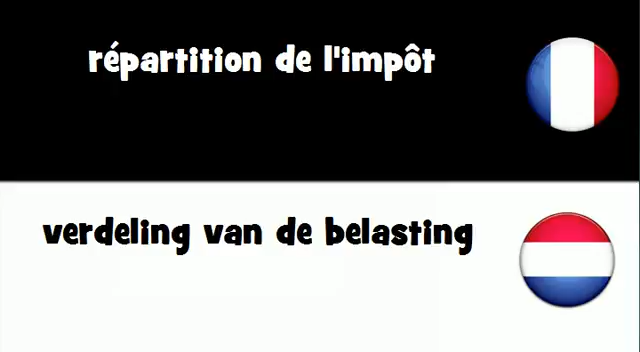 répartition de l'impôt
verdeling van de belasting